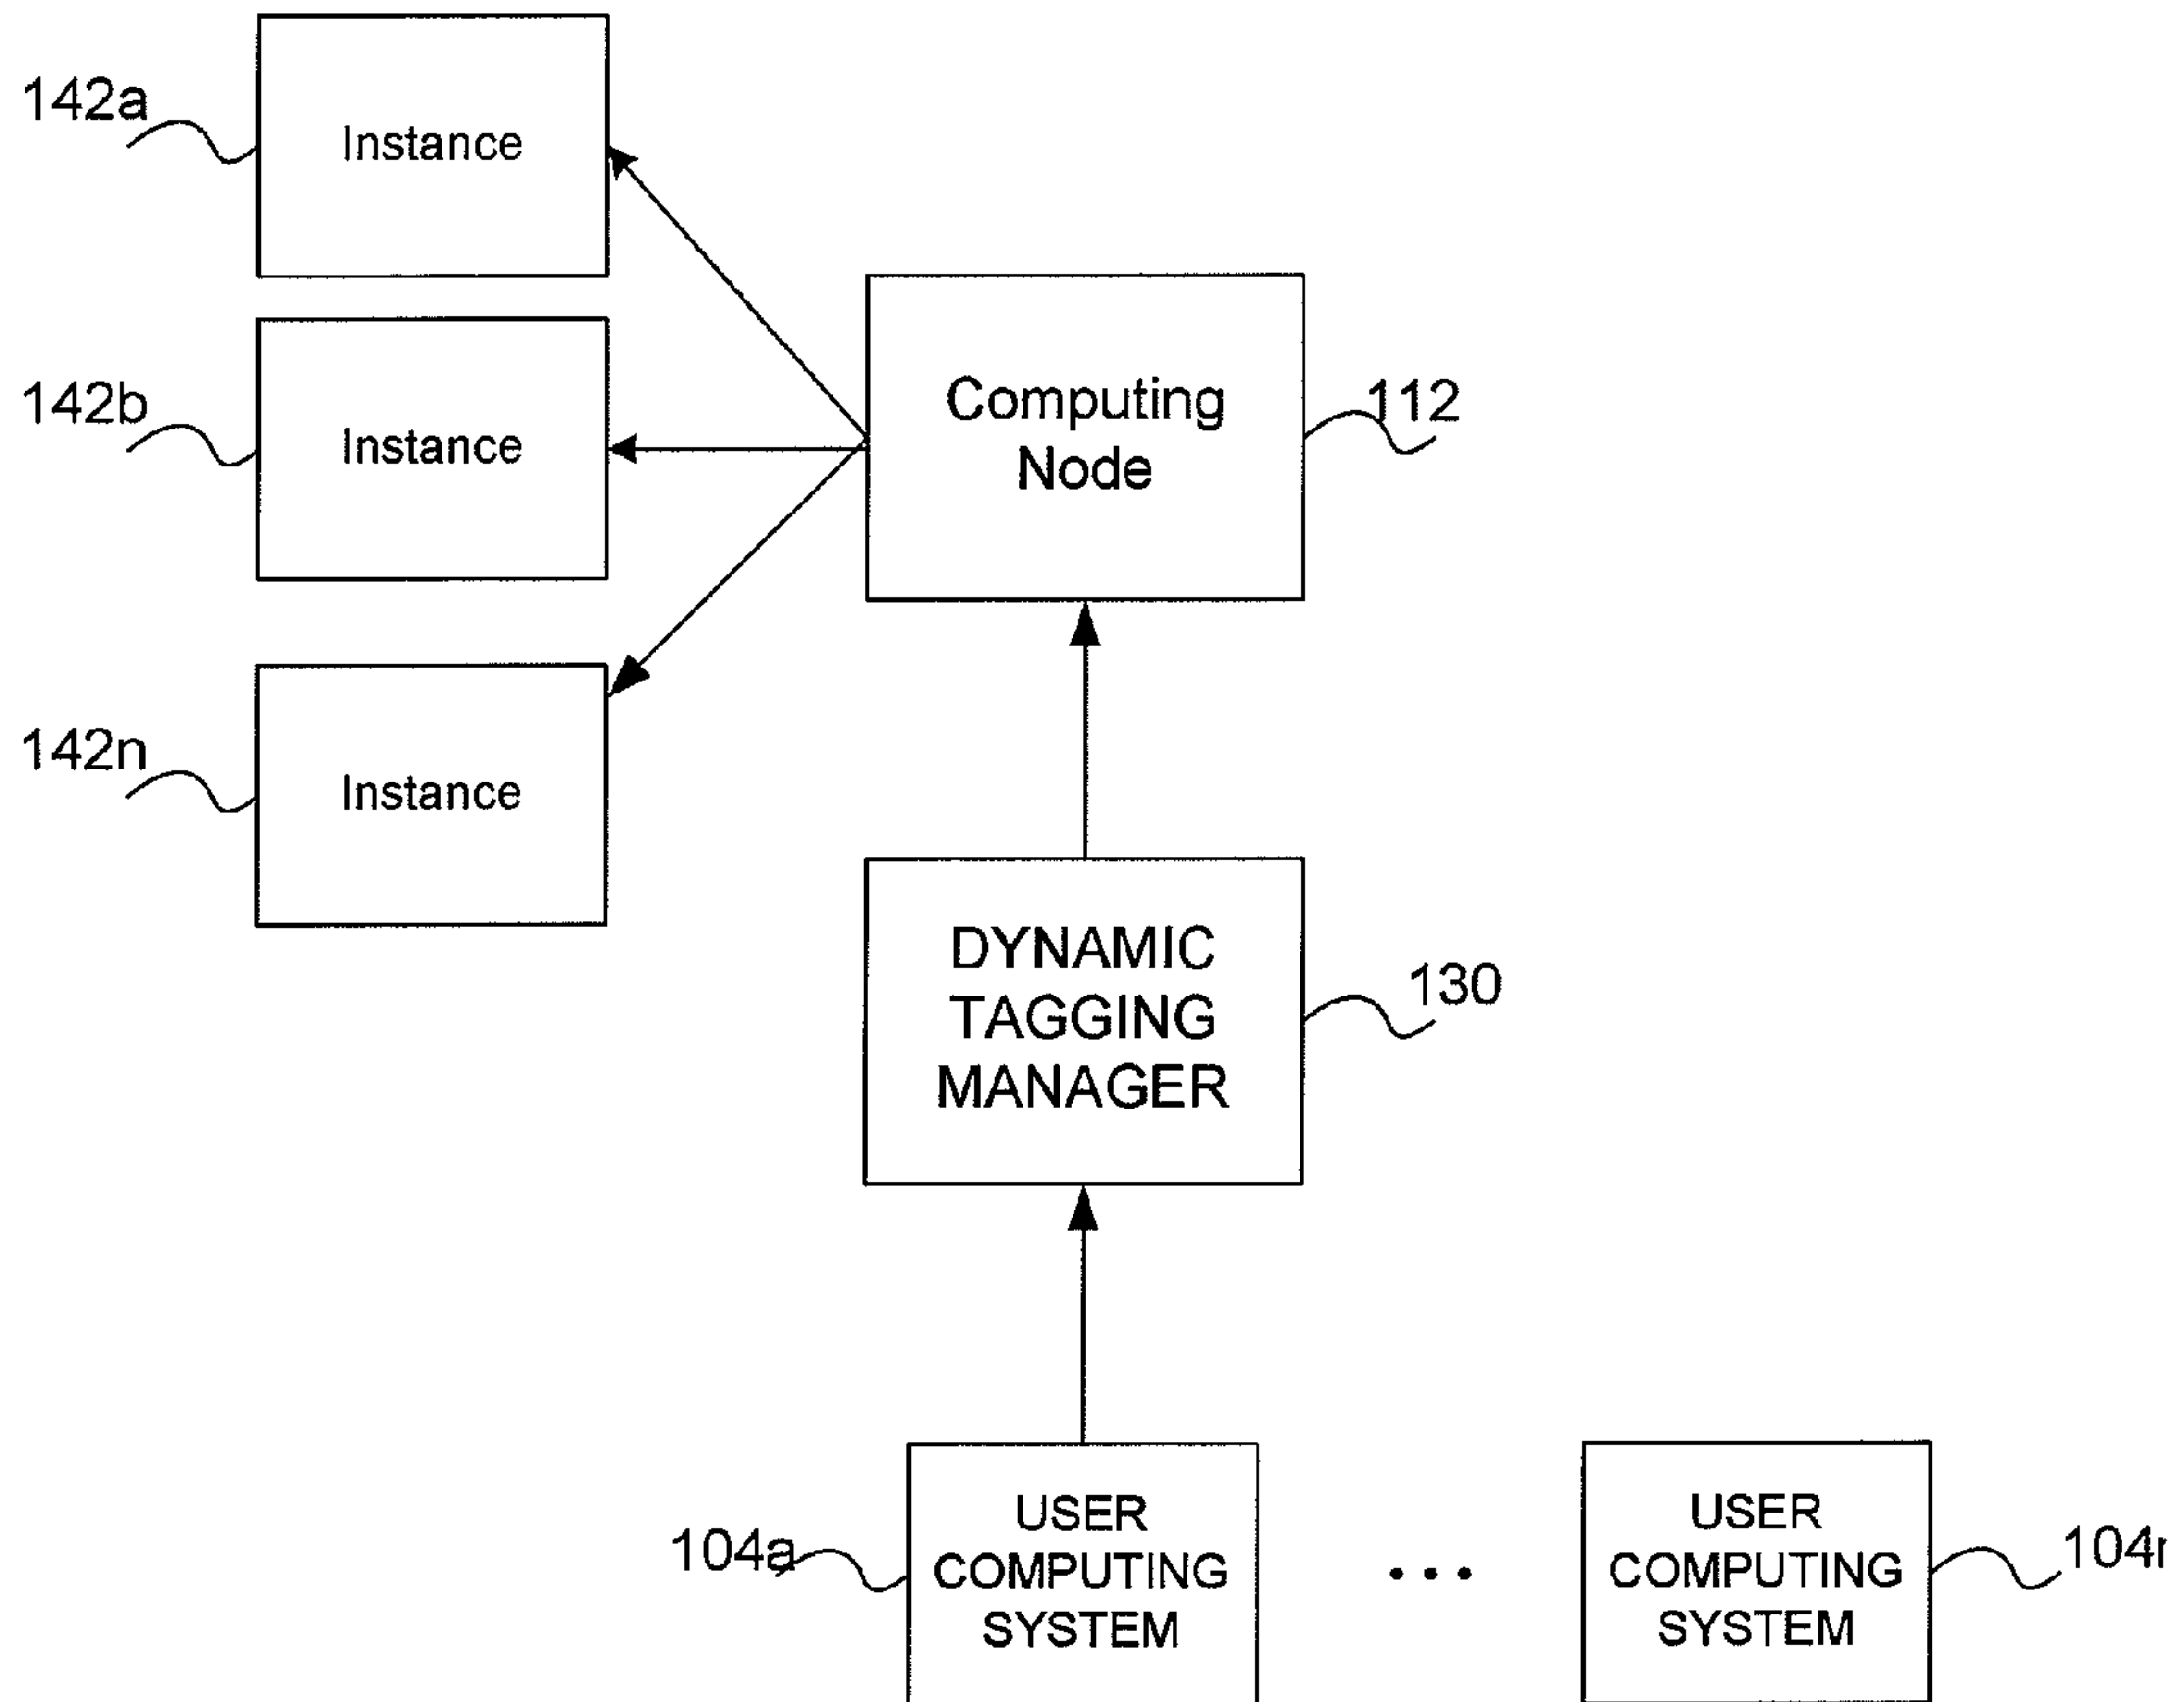 142a
Instance
142b
Instance
Computing
Node
112
142n
Instance
DYNAMIC
TAGGING
MANAGER
130
104a
USER
COMPUTING
SYSTEM
...
USER
COMPUTING
SYSTEM